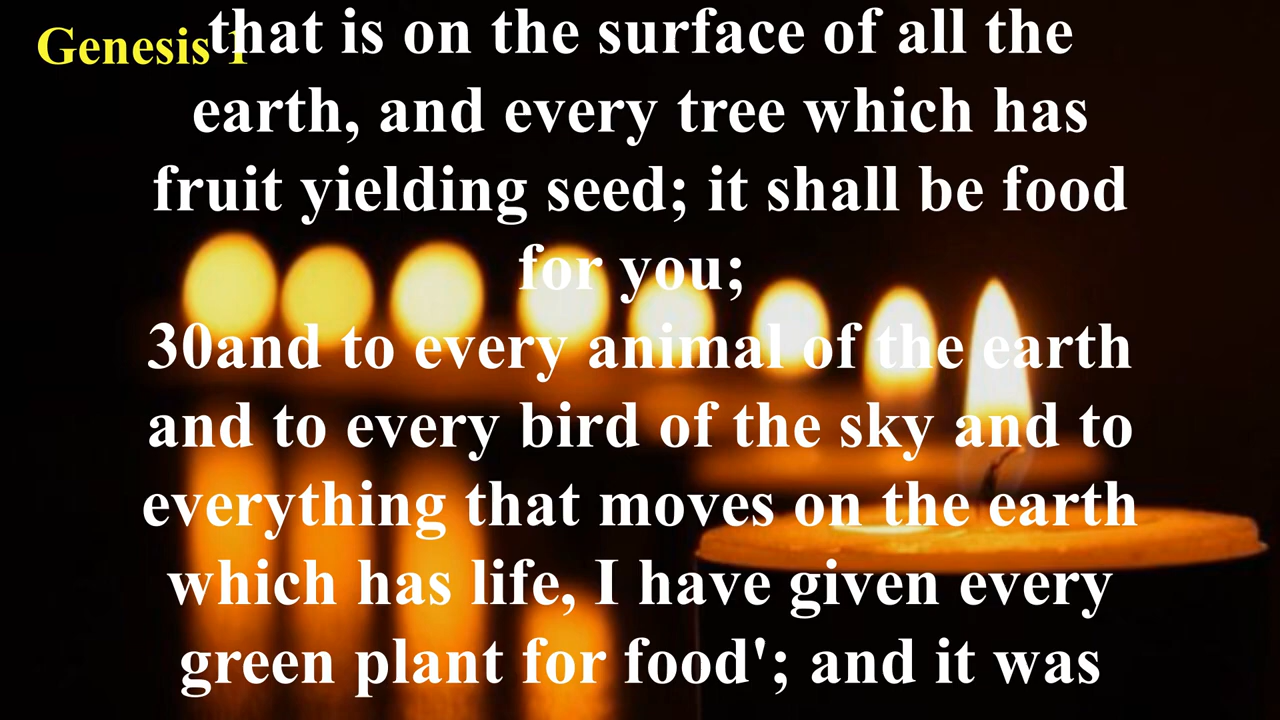 Genesis 1
that is on the surface of all the
earth, and every tree which has
fruit yielding seed; it shall be food
for you;
30and to every animal of the earth
and to every bird of the sky and to
everything that moves on the earth
which has life, I have given every
green plant for food'; and it was